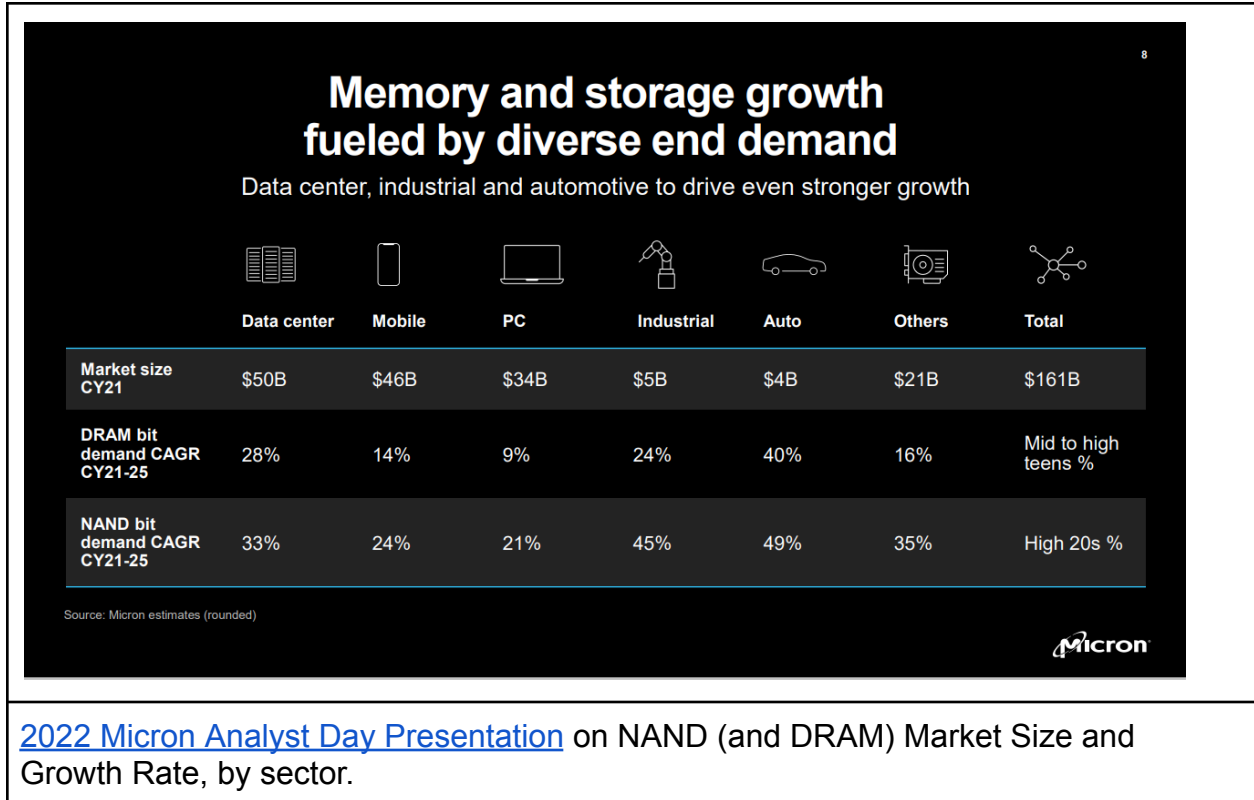 8
Memory and storage growth
fueled by diverse end demand
Data center, industrial and automotive to drive even stronger growth
Data center Mobile PC Industrial Auto Others Total
Market size
CY21
$50B $46B $34B $5B $4B $21B $161B
DRAM bit
demand CAGR
CY21-25
28% 14% 9% 24% 40% 16% Mid to high
teens %
NAND bit
demand CAGR
CY21-25
33% 24% 21% 45% 49% 35% High 20s %
Source: Micron estimates (rounded)
Micron
2022 Micron Analyst Day Presentation on NAND (and DRAM) Market Size and
Growth Rate, by sector.